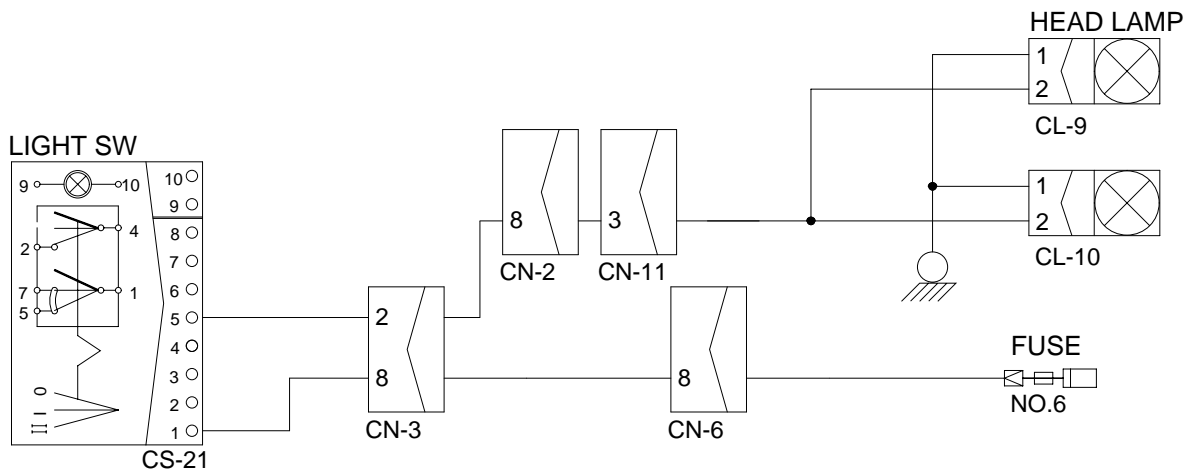 HEAD LAMP
1
2
CL-9
1
2
CL-10
LIGHT SW
9
10
4
2
7
1
5
0
I
II
10
9
8
7
6
5
4
3
2
1
CS-21
2
8
CN-3
8
CN-2
3
CN-11
8
CN-6
FUSE
NO.6